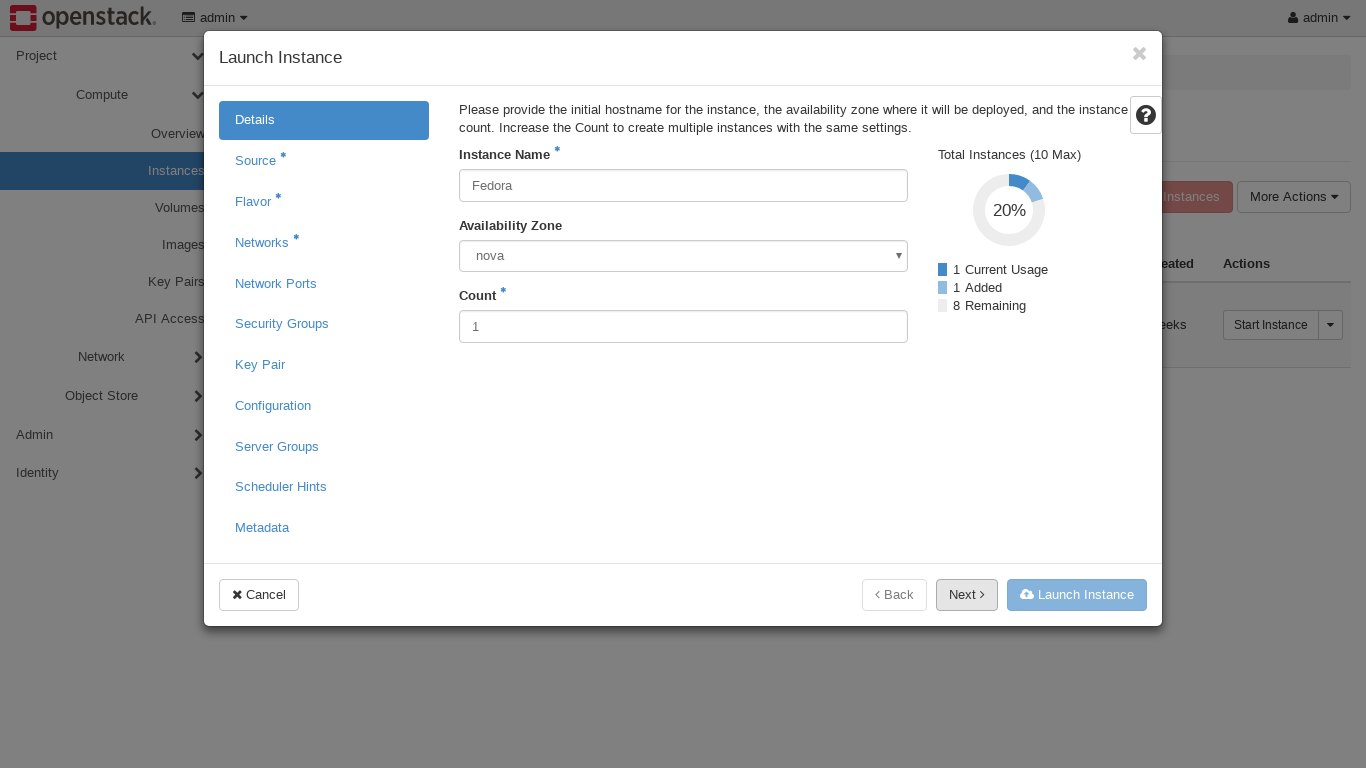 openstack. admin admin
Project
Compute
Overview
Instances
Volumes
Images
Key Pairs
API Access
Network
Object Store
Admin
Identity
Launch Instance
Details
Source *
Flavor *
Networks *
Network Ports
Security Groups
Key Pair
Configuration
Server Groups
Scheduler Hints
Metadata
Please provide the initial hostname for the instance, the availability zone where it will be deployed, and the instance
count. Increase the Count to create multiple instances with the same settings.
Instance Name *
Fedora
Availability Zone
nova
Count *
1
Total Instances (10 Max)
20%
1 Current Usage
1 Added
8 Remaining
Instances More Actions
eated Actions
eeks Start Instance
Cancel
Back Next Launch Instance